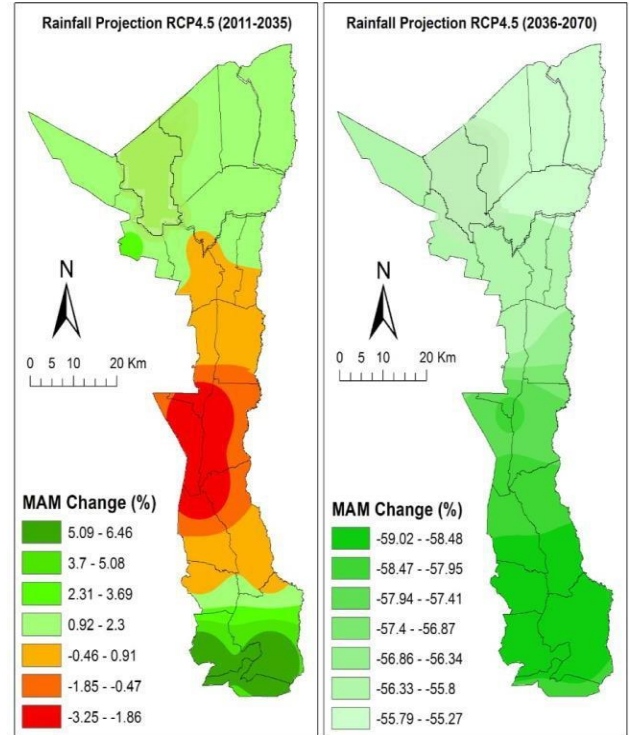 Rainfall Projection RCP4.5 (2011-2035)
N
0 5 10 20 Km
MAM Change (%)
5.09 - 6.46
3.7 - 5.08
2.31 - 3.69
0.92 - 2.3
-0.46 - 0.91
-1.85 - -0.47
-3.25 - -1.86
Rainfall Projection RCP4.5 (2036-2070)
N
0 5 10 20 Km
MAM Change (%)
-59.02 - -58.48
-58.47 - -57.95
-57.94 - -57.41
-57.4 - -56.87
-56.86 - -56.34
-56.33 - -55.8
-55.79 - -55.27